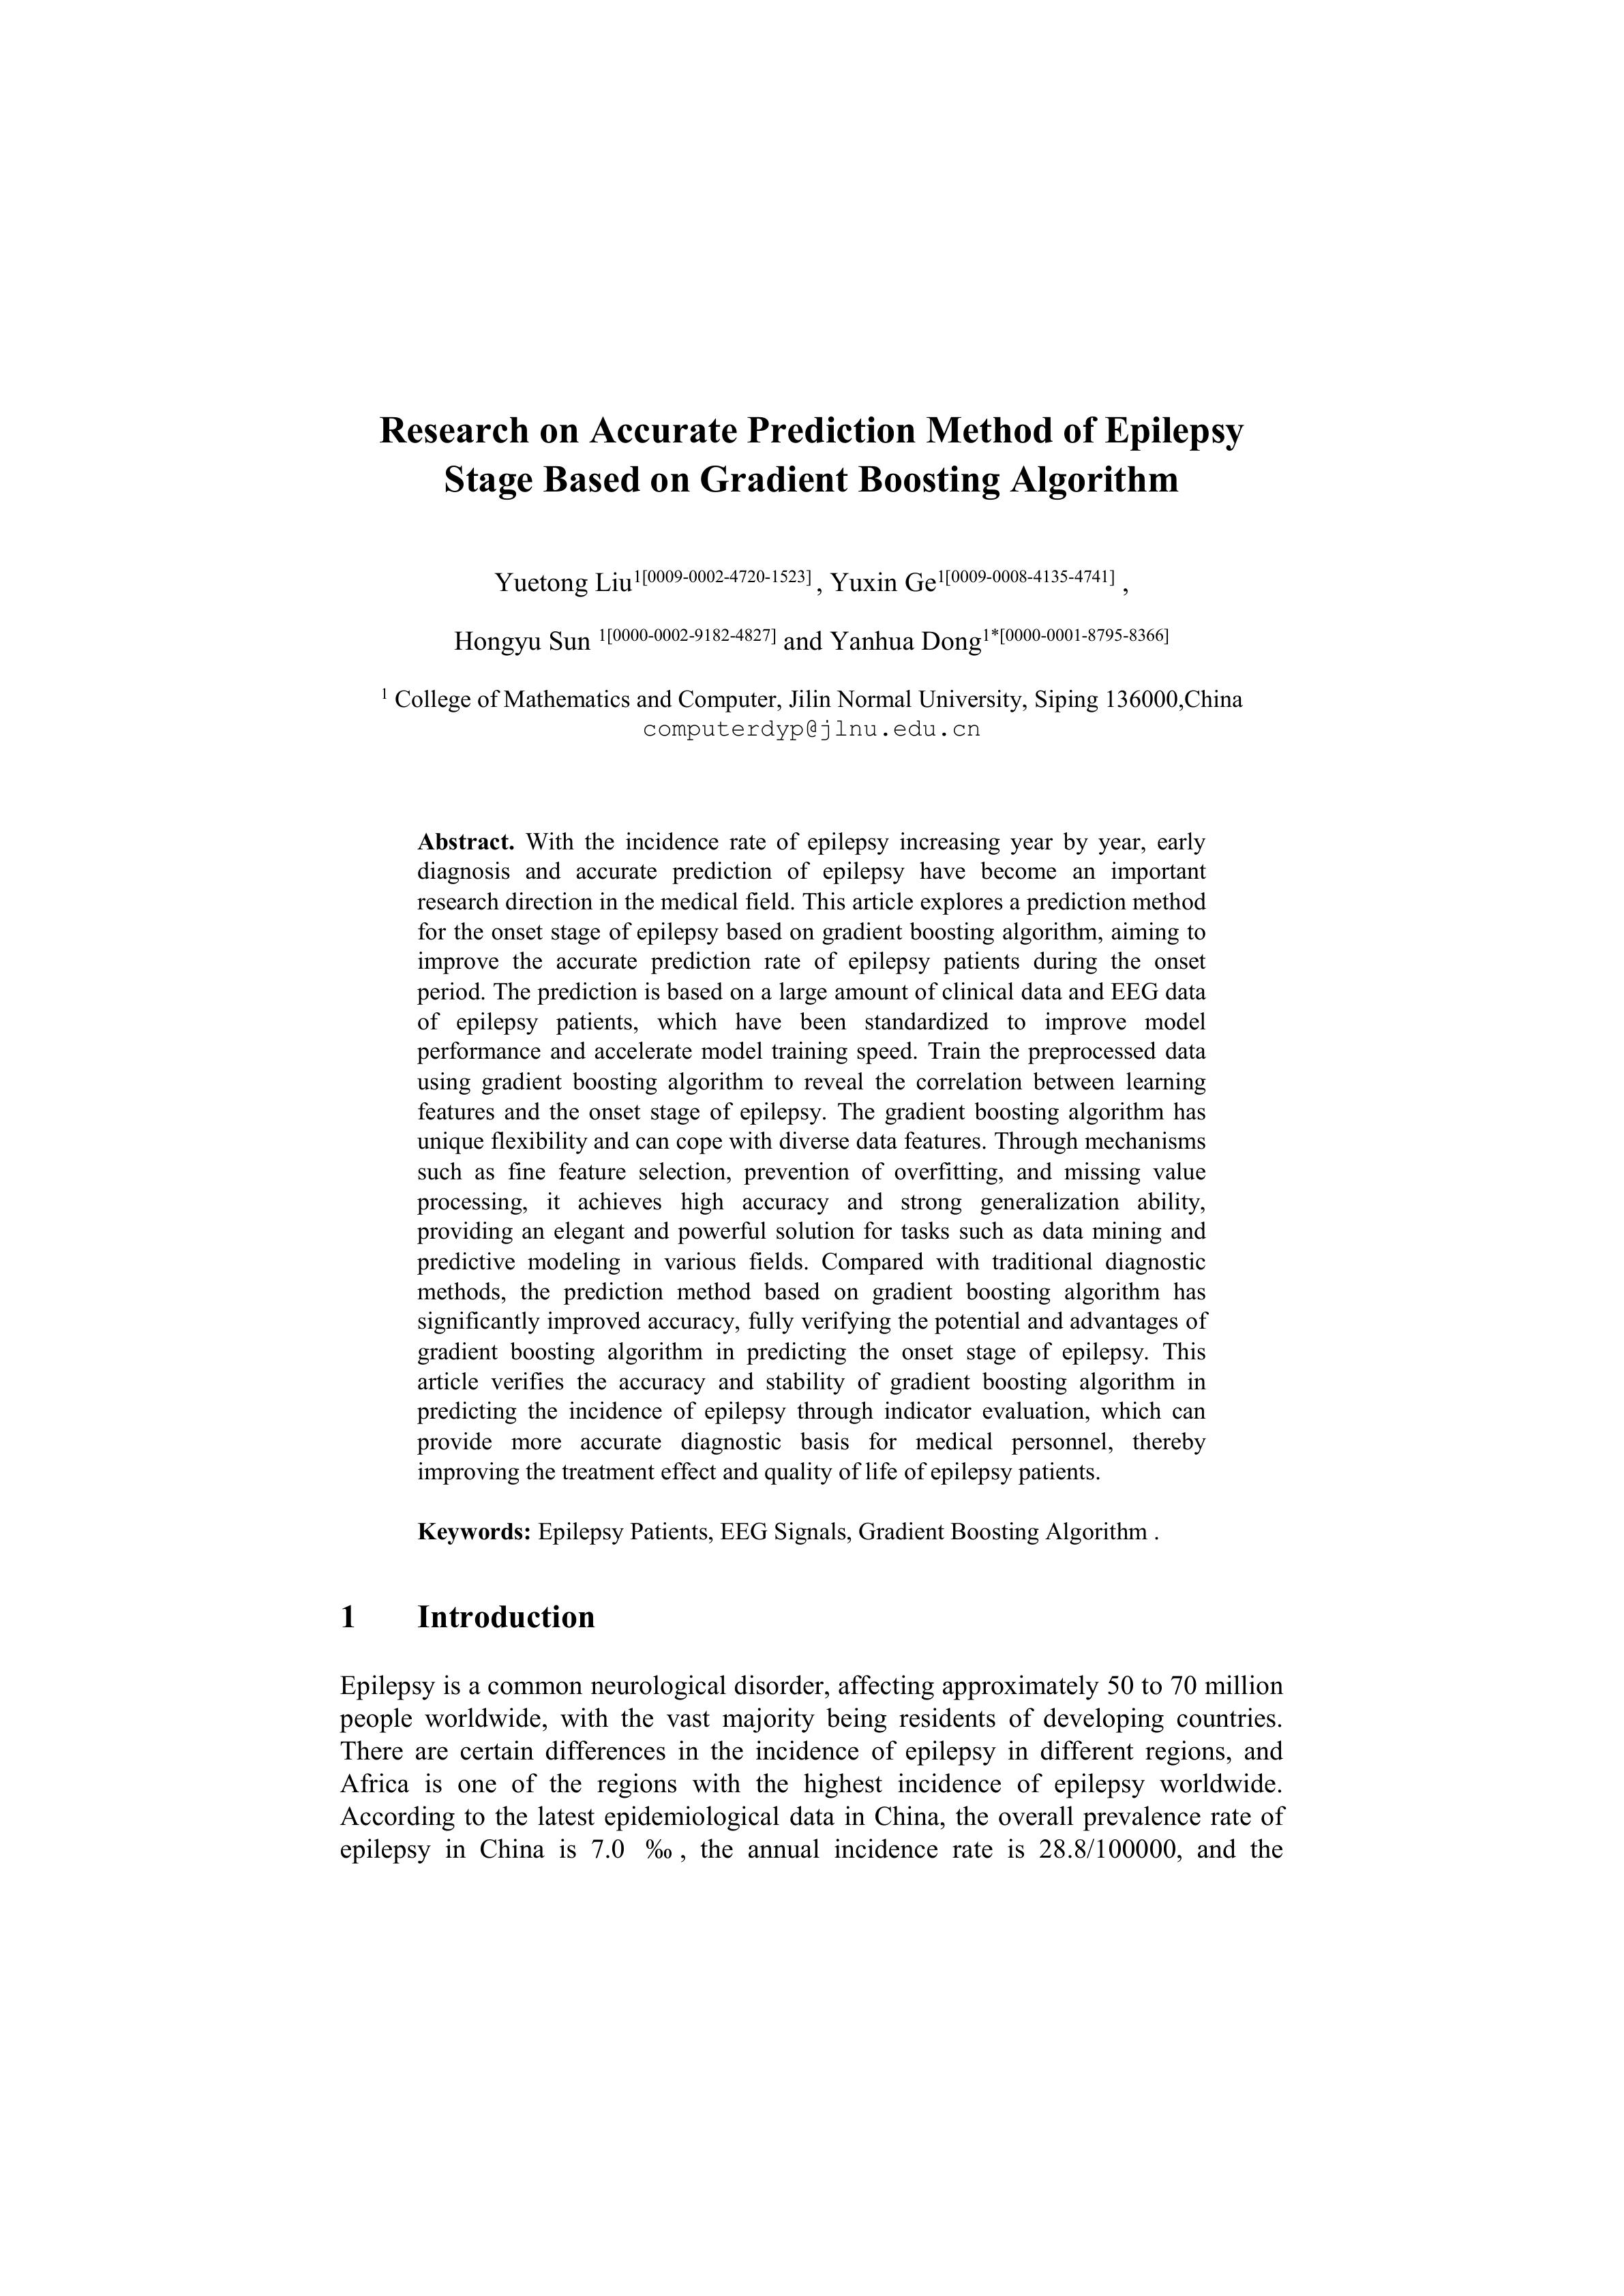 Research on Accurate Prediction Method of Epilepsy
Stage Based on Gradient Boosting Algorithm
Yuetong Liu1[0009-0002-4720-1523] , Yuxin Ge1[0009-0008-4135-4741] ,
Hongyu Sun 1[0000-0002-9182-4827] and Yanhua Dong1*[0000-0001-8795-8366]
1 College of Mathematics and Computer, Jilin Normal University, Siping 136000,China
computerdyp@jlnu.edu.cn
Abstract. With the incidence rate of epilepsy increasing year by year, early
diagnosis and accurate prediction of epilepsy have become an important
research direction in the medical field. This article explores a prediction method
for the onset stage of epilepsy based on gradient boosting algorithm, aiming to
improve the accurate prediction rate of epilepsy patients during the onset
period. The prediction is based on a large amount of clinical data and EEG data
of epilepsy patients, which have been standardized to improve model
performance and accelerate model training speed. Train the preprocessed data
using gradient boosting algorithm to reveal the correlation between learning
features and the onset stage of epilepsy. The gradient boosting algorithm has
unique flexibility and can cope with diverse data features. Through mechanisms
such as fine feature selection, prevention of overfitting, and missing value
processing, it achieves high accuracy and strong generalization ability,
providing an elegant and powerful solution for tasks such as data mining and
predictive modeling in various fields. Compared with traditional diagnostic
methods, the prediction method based on gradient boosting algorithm has
significantly improved accuracy, fully verifying the potential and advantages of
gradient boosting algorithm in predicting the onset stage of epilepsy. This
article verifies the accuracy and stability of gradient boosting algorithm in
predicting the incidence of epilepsy through indicator evaluation, which can
provide more accurate diagnostic basis for medical personnel, thereby
improving the treatment effect and quality of life of epilepsy patients.
Keywords: Epilepsy Patients, EEG Signals, Gradient Boosting Algorithm .
1 Introduction
Epilepsy is a common neurological disorder, affecting approximately 50 to 70 million
people worldwide, with the vast majority being residents of developing countries.
There are certain differences in the incidence of epilepsy in different regions, and
Africa is one of the regions with the highest incidence of epilepsy worldwide.
According to the latest epidemiological data in China, the overall prevalence rate of
epilepsy in China is 7.0 ‰ , the annual incidence rate is 28.8/100000, and the